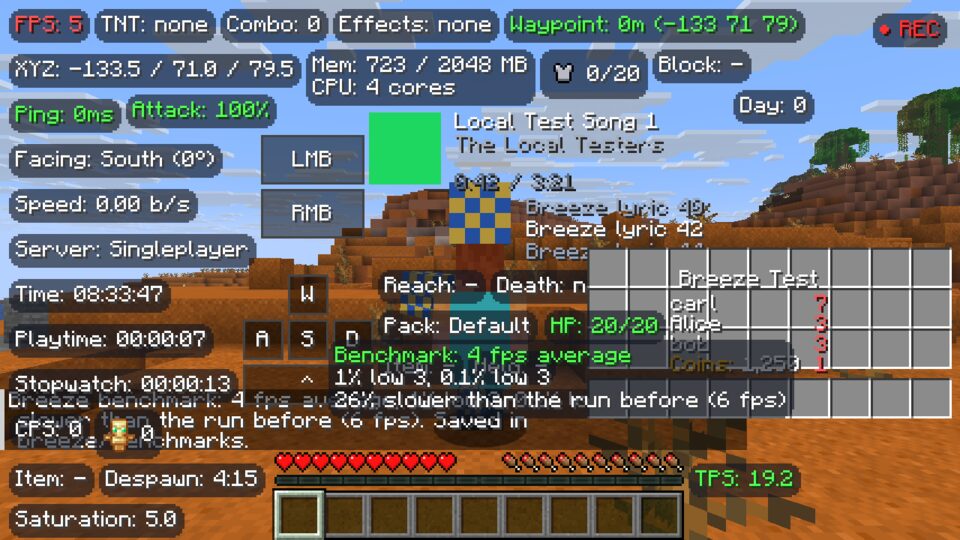 FPS: 5
TNT: none
Combo: 0
Effects: none
Waypoint: 0m (-133 71 79)
REC
XYZ: -133.5 / 71.0 / 79.5
Mem: 723 / 2048 MB
CPU: 4 cores
0/20
Block: -
Ping: 0ms
Attack: 100%
Day: 0
Local Test Song 1
The Local Testers
0:42 / 3:21
Facing: South (0°)
LMB
RMB
Speed: 0.00 b/s
Breeze lyric 42
Breeze lyric
Server: Singleplayer
Breeze Test
Time: 08:33:47
W
Reach: -
Death:
carl 7
Alice 3
bob 3
Coins: 1,250 1
Pack: Default
HP: 20/20
Playtime: 00:00:07
A
S
D
^
Benchmark: 4 fps average
1% low 3, 0.1% low 3
26% slower than the run before (6 fps)
Stopwatch: 00:00:13
Breeze benchmark: 4 fps
slower than the run before (6 fps). Saved in
CPS: 0
0
Item: -
Despawn: 4:15
TPS: 19.2
Saturation: 5.0